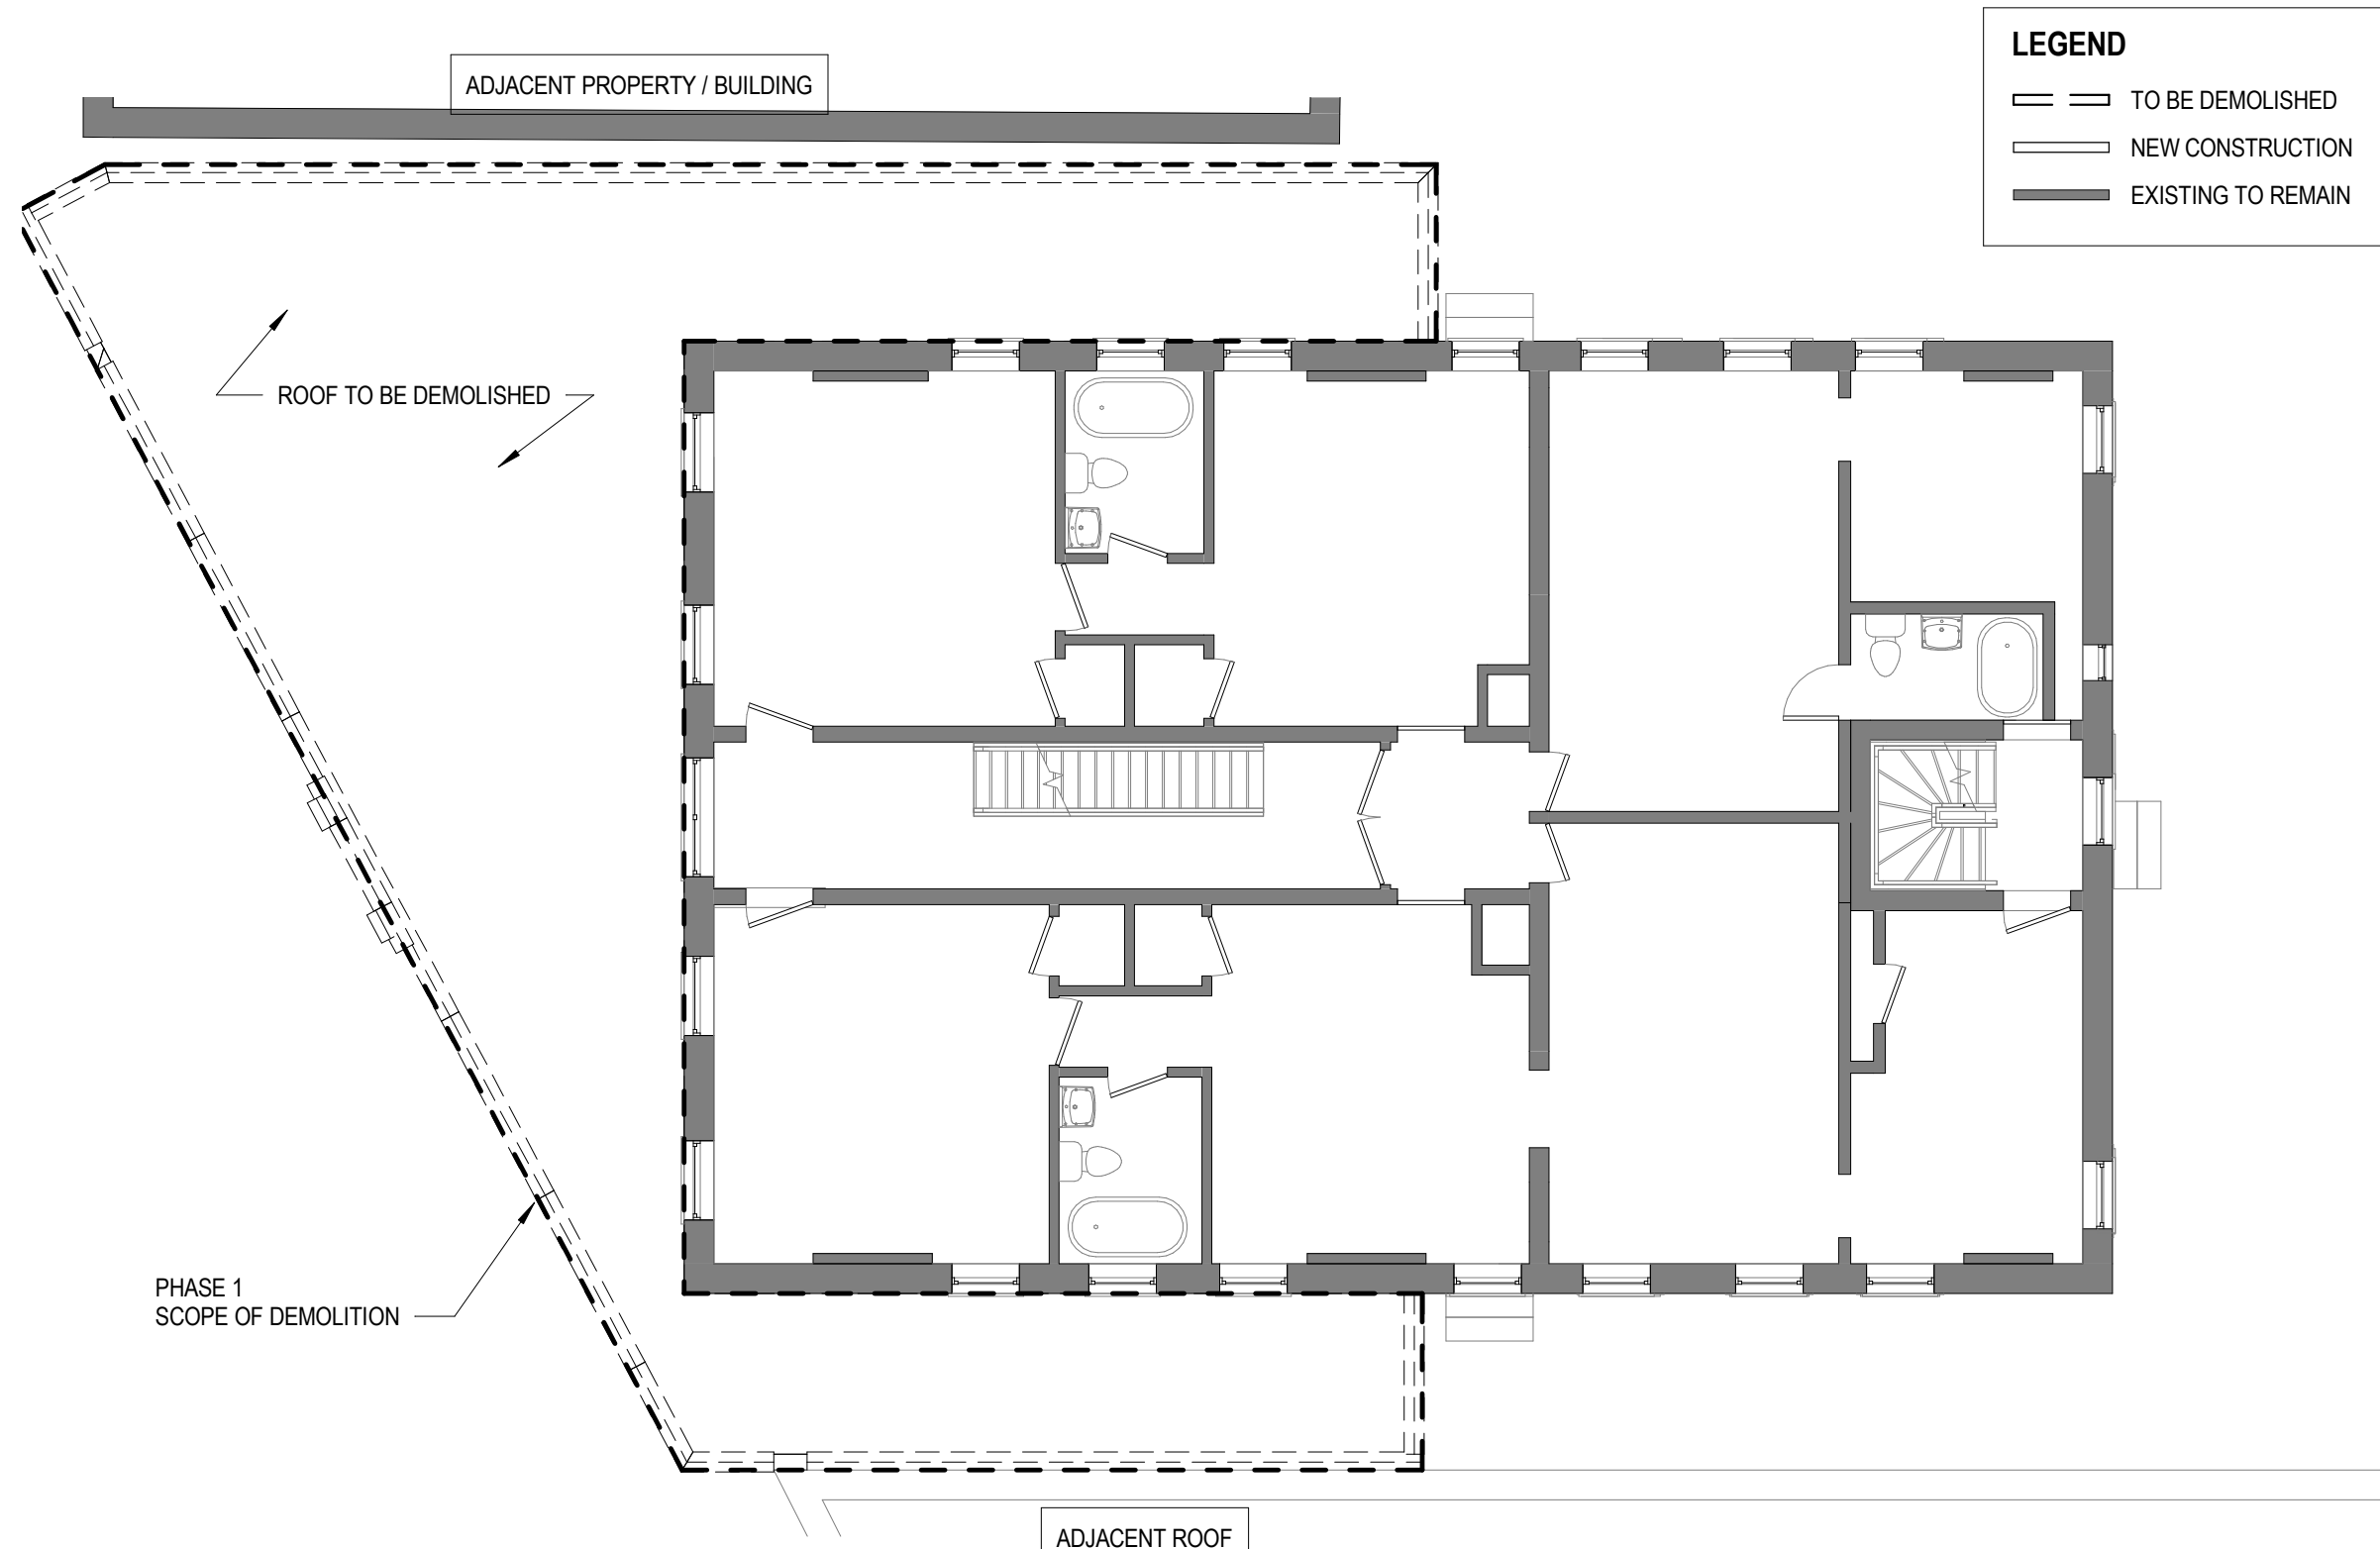 LEGEND
TO BE DEMOLISHED
NEW CONSTRUCTION
EXISTING TO REMAIN
ADJACENT PROPERTY / BUILDING
ROOF TO BE DEMOLISHED
PHASE 1
SCOPE OF DEMOLITION
ADJACENT ROOF